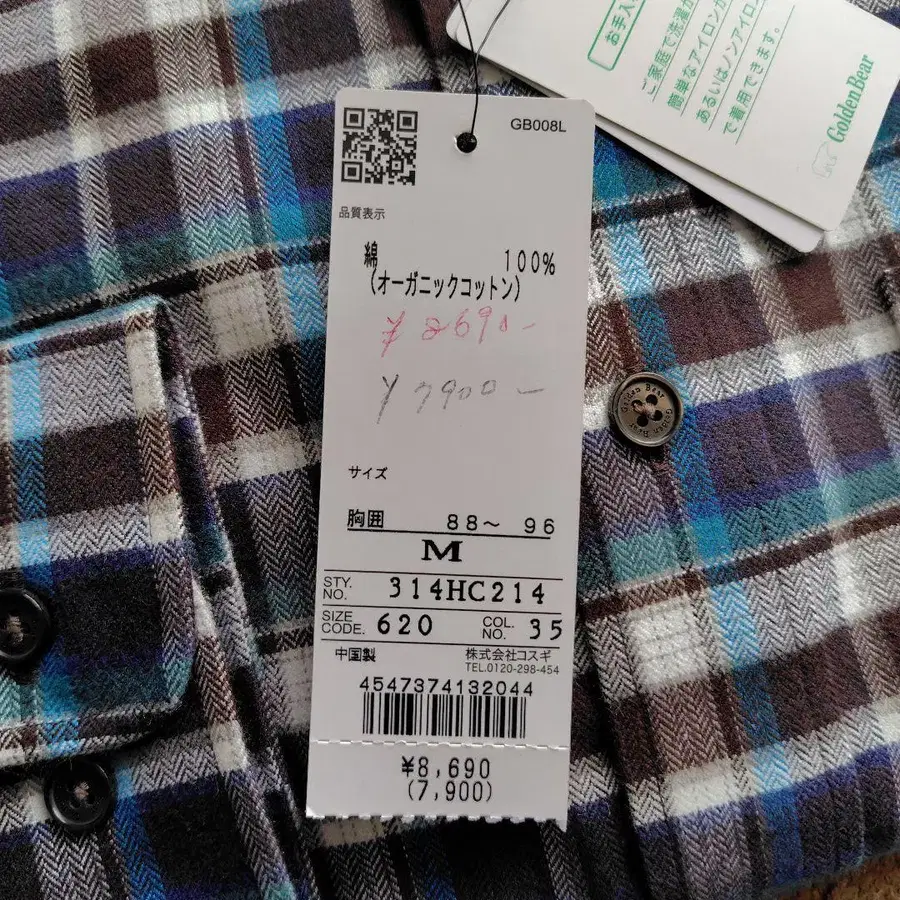 GB008L
品質表示
綿 100%
(オーガニックコットン)
¥8690-
¥7900-
サイズ
胸囲 88～ 96
M
STY. NO. 314HC214
SIZE CODE. 620 COL. NO. 35
中国製 株式会社コスギ
TEL.0120-298-454
4547374132044
¥8,690
(7,900)
お手入
ご家庭で洗濯が
簡単なアイロンが
あるいはノンアイロ
で着用できます。
GoldenBear
Golden Bear Golden Bear